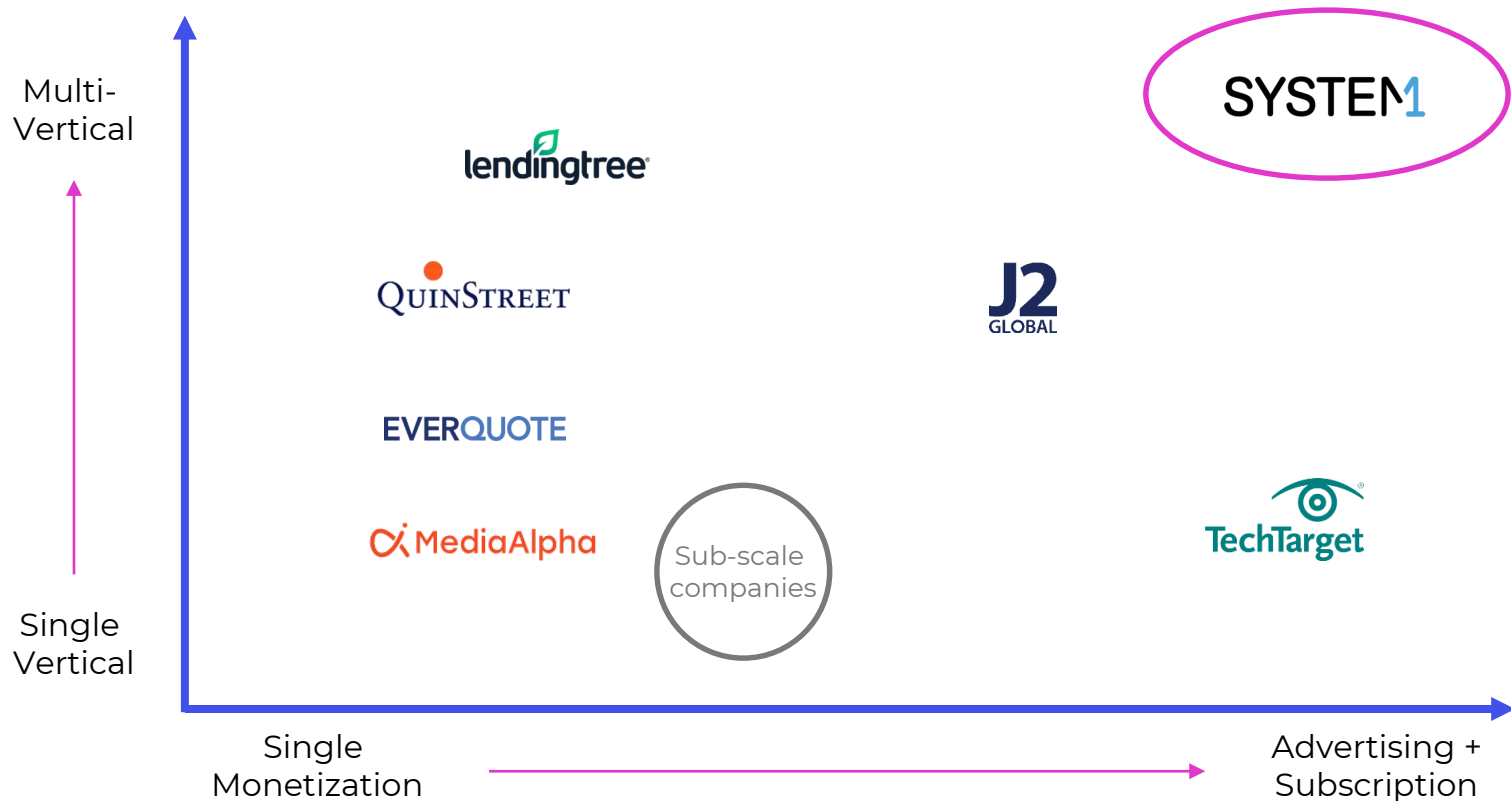 Multi-
Vertical
SYSTEM1
lendingtree®
QUINSTREET
J2
GLOBAL
EVERQUOTE
MediaAlpha
Sub-scale
companies
®
TechTarget
Single
Vertical
Single
Monetization
Advertising +
Subscription